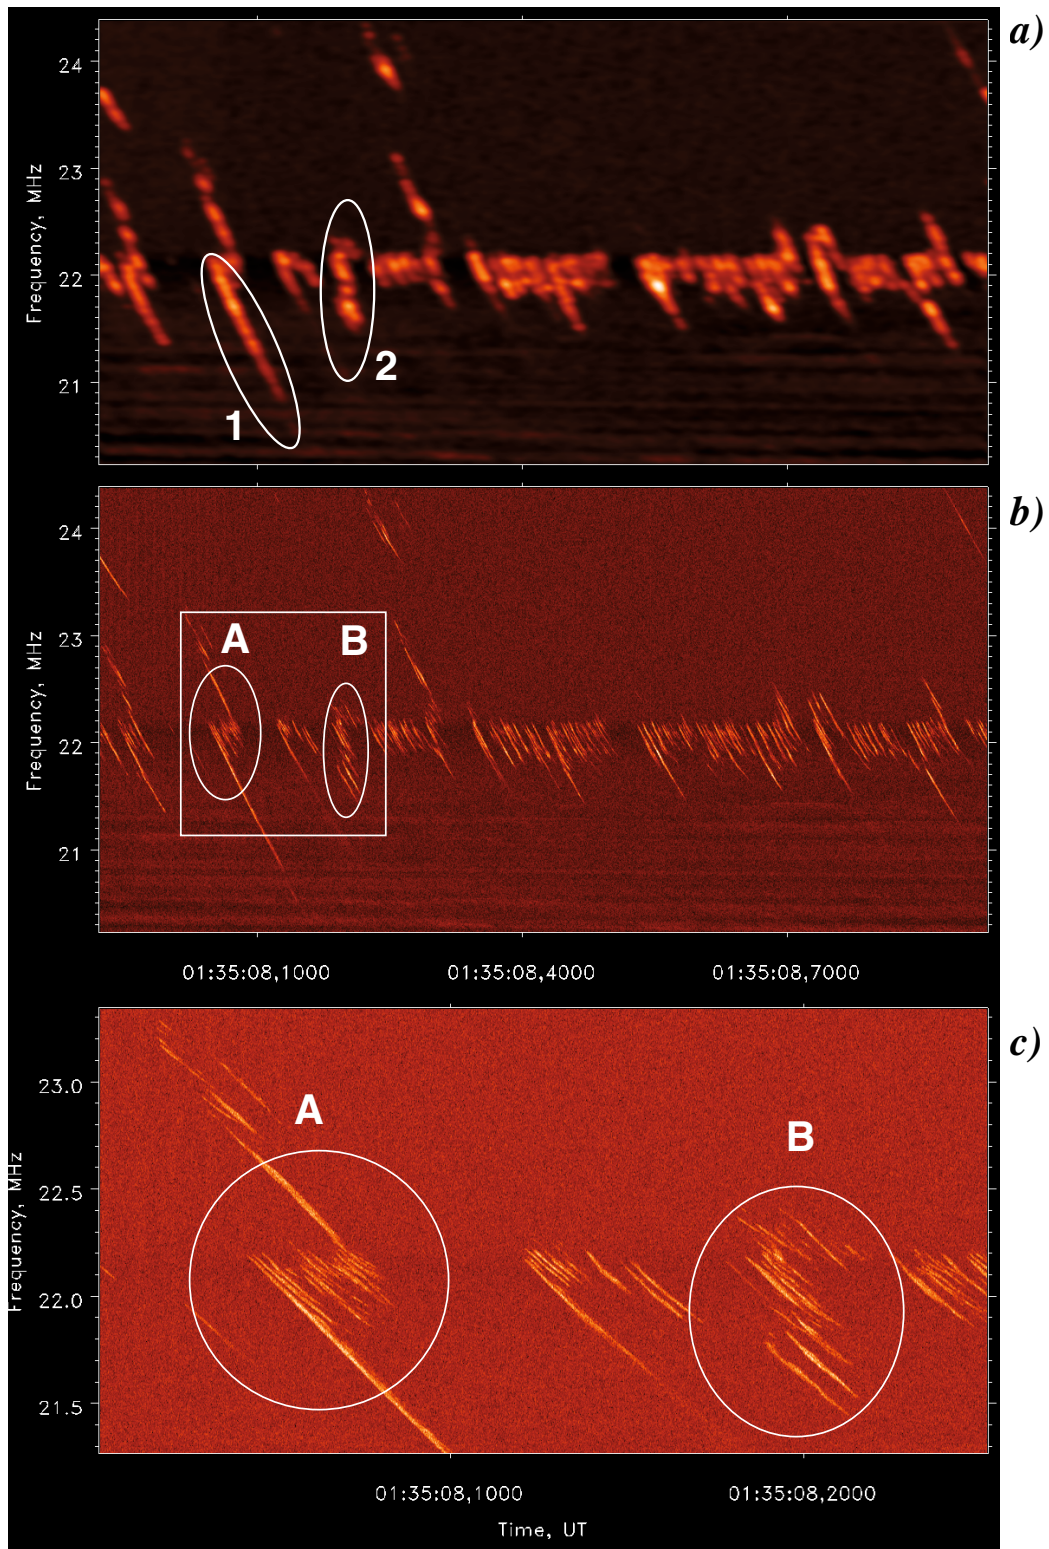 a)
24
23
22
21
Frequency, MHz
1
2
b)
24
23
22
21
Frequency, MHz
A
B
01:35:08,1000
01:35:08,4000
01:35:08,7000
c)
23.0
22.5
22.0
21.5
Frequency, MHz
A
B
01:35:08,1000
01:35:08,2000
Time, UT